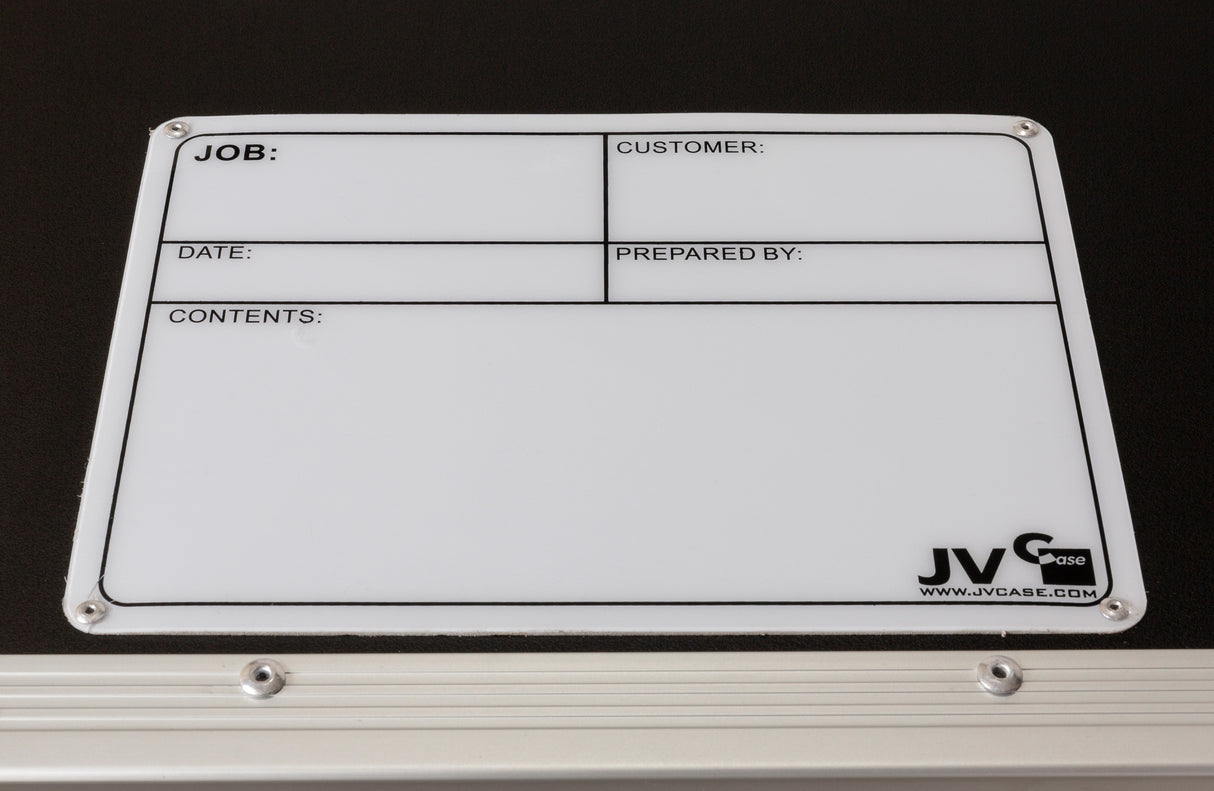 JOB:
CUSTOMER:
DATE:
PREPARED BY:
CONTENTS:
JV Case
WWW.JVCASE.COM